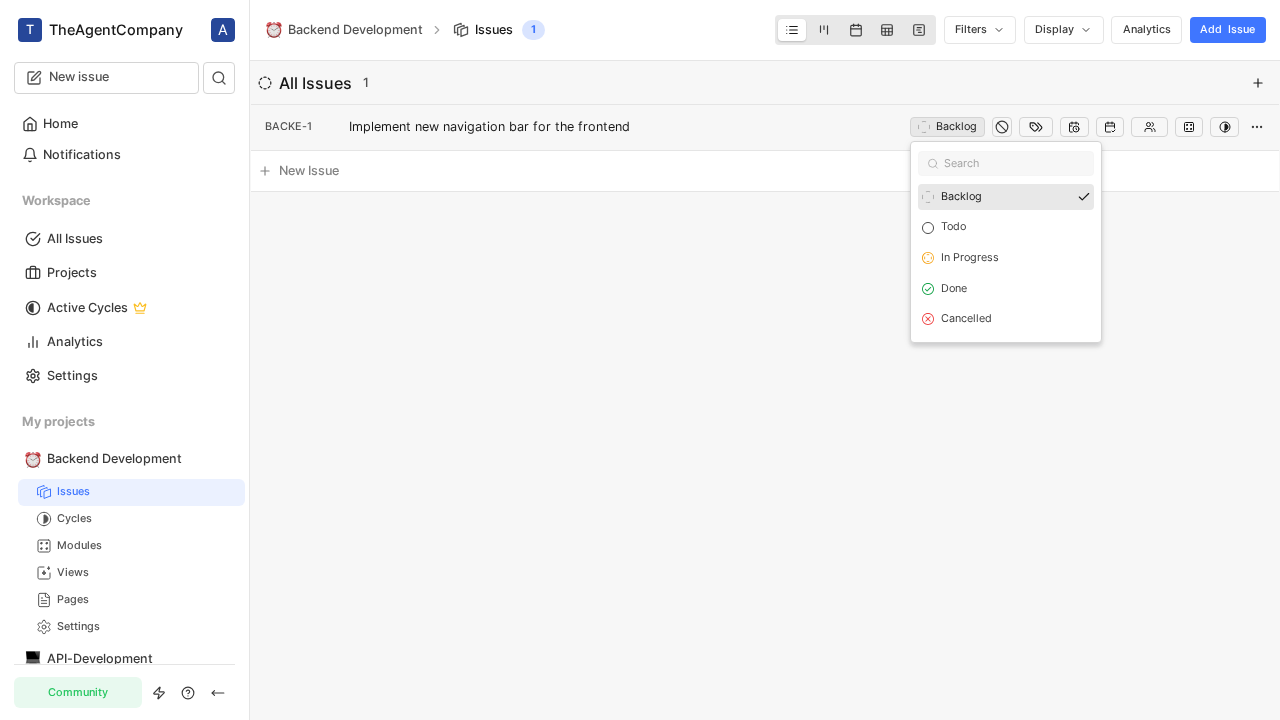 T TheAgentCompany A
New issue
Home
Notifications
Workspace
All Issues
Projects
Active Cycles
Analytics
Settings
My projects
Backend Development
Issues
Cycles
Modules
Views
Pages
Settings
API-Development
Community
Backend Development Issues 1
Filters Display Analytics Add Issue
All Issues 1
BACKE-1 Implement new navigation bar for the frontend Backlog
New Issue
Search
Backlog
Todo
In Progress
Done
Cancelled